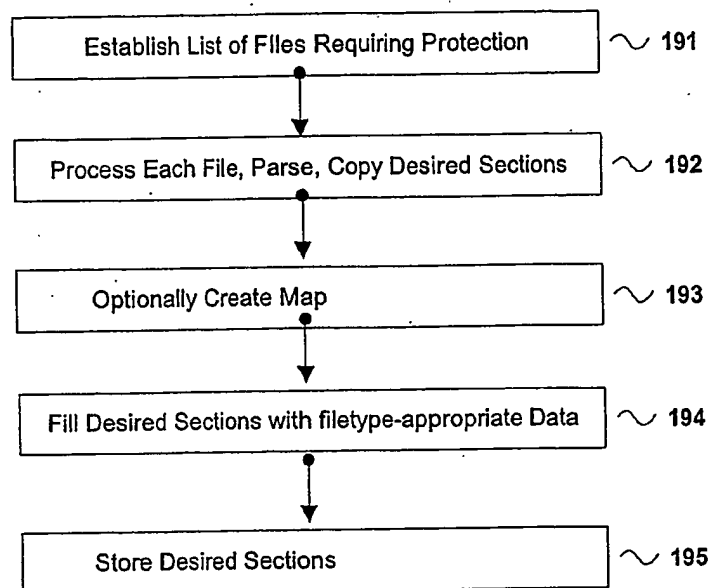 Establish List of Files Requiring Protection 191
Process Each File, Parse, Copy Desired Sections 192
Optionally Create Map 193
Fill Desired Sections with filetype-appropriate Data 194
Store Desired Sections 195